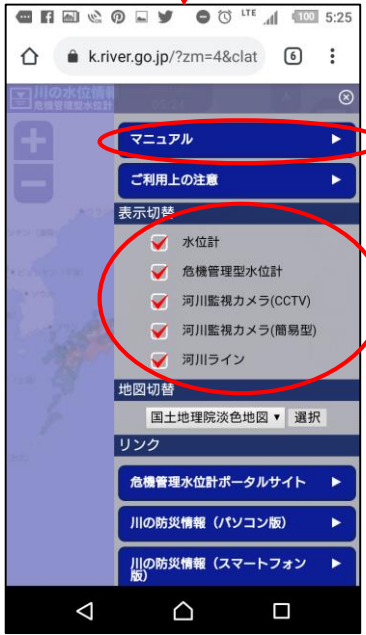 LTE 100 5:25
k.river.go.jp/?zm=4&clat 6
川の水位情報
危機管理型水位計
05:24
マニュアル
ご利用上の注意
表示切替
水位計
危機管理型水位計
河川監視カメラ(CCTV)
河川監視カメラ(簡易型)
河川ライン
地図切替
国土地理院淡色地図 選択
リンク
危機管理水位計ポータルサイト
川の防災情報（パソコン版）
川の防災情報（スマートフォン
版）